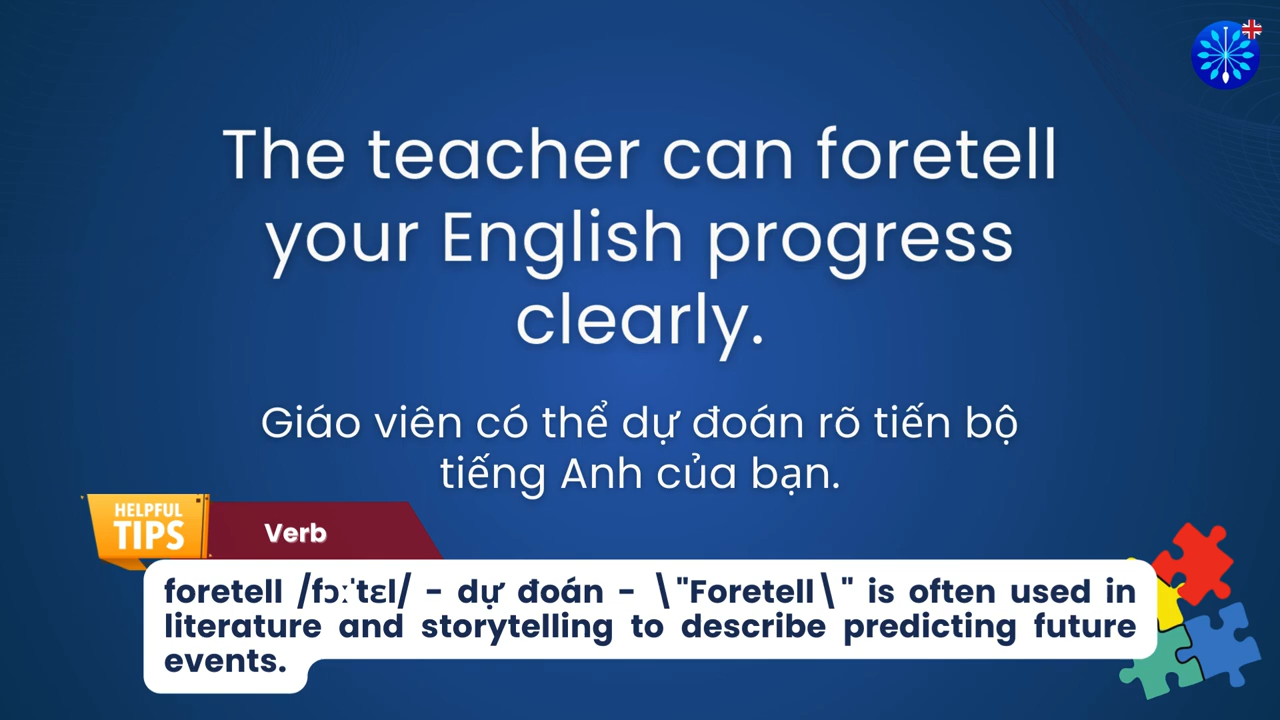 The teacher can foretell
your English progress
clearly.
Giáo viên có thể dự đoán rõ tiến bộ
tiếng Anh của bạn.
HELPFUL
TIPS
Verb
foretell /fɔːˈtɛl/ - dự đoán - \"Foretell\" is often used in
literature and storytelling to describe predicting future
events.